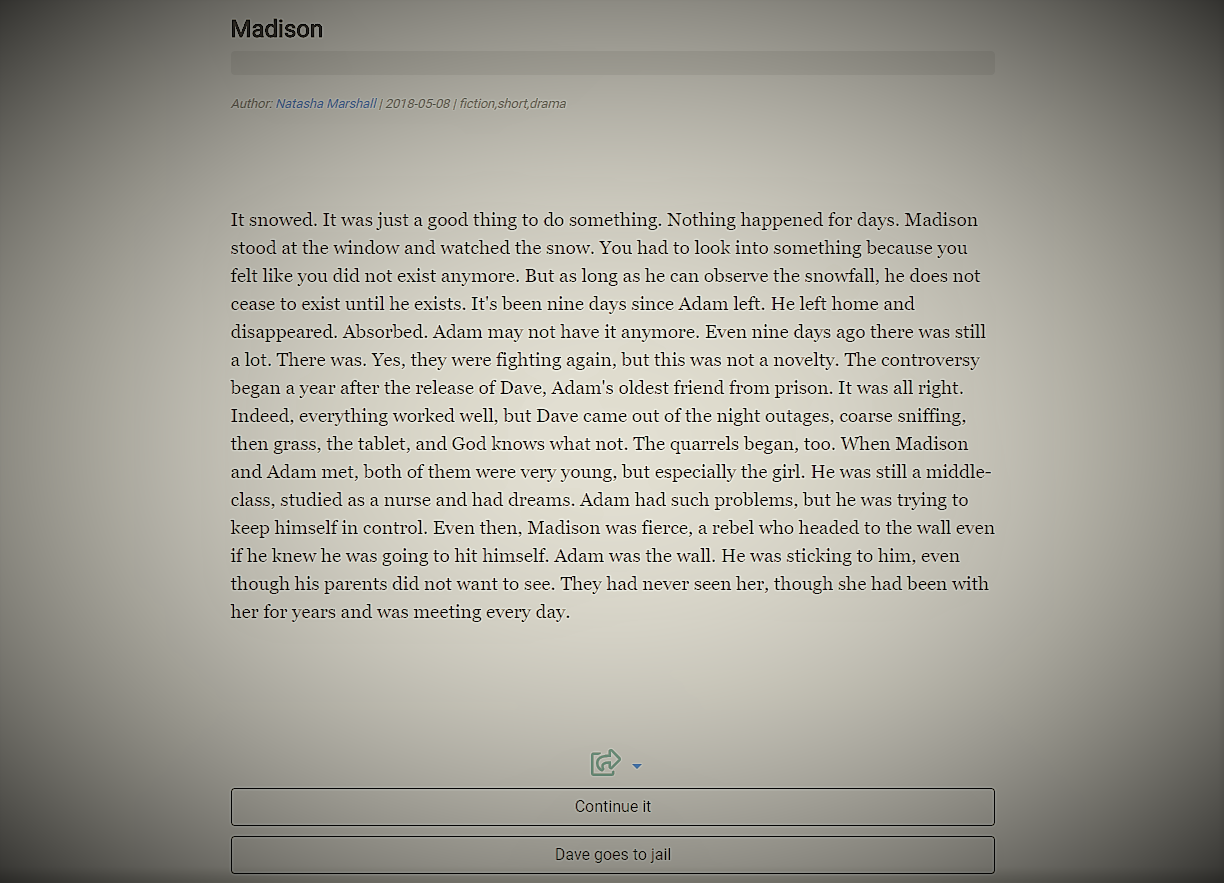 Madison
Author: Natasha Marshall | 2018-05-08 | fiction,short,drama
It snowed. It was just a good thing to do something. Nothing happened for days. Madison
stood at the window and watched the snow. You had to look into something because you
felt like you did not exist anymore. But as long as he can observe the snowfall, he does not
cease to exist until he exists. It's been nine days since Adam left. He left home and
disappeared. Absorbed. Adam may not have it anymore. Even nine days ago there was still
a lot. There was. Yes, they were fighting again, but this was not a novelty. The controversy
began a year after the release of Dave, Adam's oldest friend from prison. It was all right.
Indeed, everything worked well, but Dave came out of the night outages, coarse sniffing,
then grass, the tablet, and God knows what not. The quarrels began, too. When Madison
and Adam met, both of them were very young, but especially the girl. He was still a middle-
class, studied as a nurse and had dreams. Adam had such problems, but he was trying to
keep himself in control. Even then, Madison was fierce, a rebel who headed to the wall even
if he knew he was going to hit himself. Adam was the wall. He was sticking to him, even
though his parents did not want to see. They had never seen her, though she had been with
her for years and was meeting every day.
Continue it
Dave goes to jail